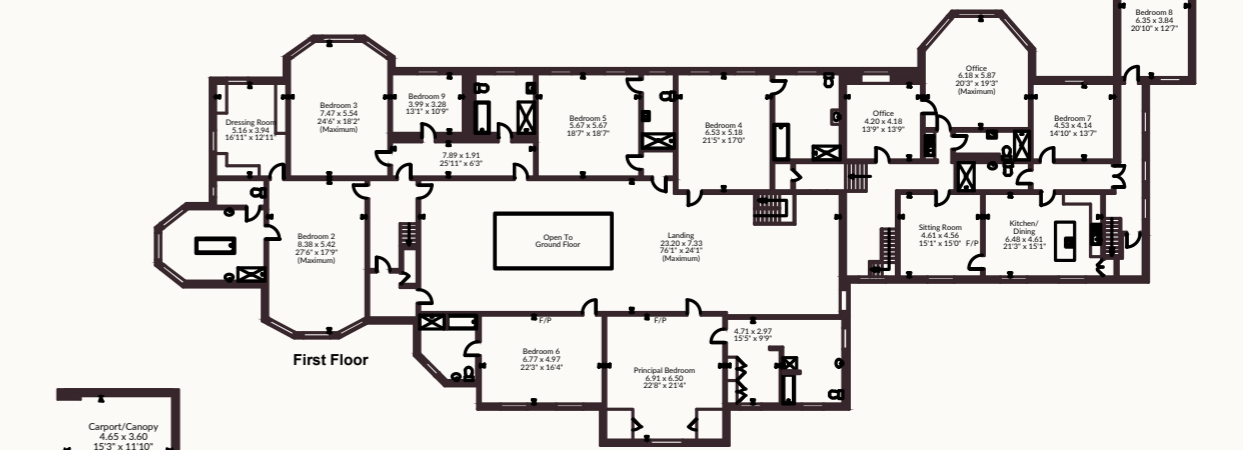 Bedroom 8
6.35 x 3.84
20'10" x 12'7"
Office
6.18 x 5.87
20'3" x 19'3"
(Maximum)
Bedroom 3
7.47 x 5.54
24'6" x 18'2"
(Maximum)
Bedroom 9
3.99 x 3.28
13'1" x 10'9"
Dressing Room
5.16 x 3.94
16'11" x 12'11
Bedroom 5
5.67 x 5.67
18'7" x 18'7"
Bedroom 4
6.53 x 5.18
21'5" x 17'0"
Office
4.20 x 4.18
13'9" x 13'9"
Bedroom 7
4.53 x 4.14
14'10" x 13'7"
7.89 x 1.91
25'11" x 6'3"
Bedroom 2
8.38 x 5.42
27'6" x 17'9"
(Maximum)
Open To
Ground Floor
Landing
23.20 x 7.33
76'1" x 24'1"
(Maximum)
Sitting Room
4.61 x 4.56
15'1" x 15'0"
F/P
Kitchen/
Dining
6.48 x 4.61
21'3" x 15'1"
F/P
F/P
4.71 x 2.97
15'5" x 9'9"
Bedroom 6
6.77 x 4.97
22'3" x 16'4"
Principal Bedroom
6.91 x 6.50
22'8" x 21'4"
First Floor
Carport/Canopy
4.65 x 3.60
15'3" x 11'10"